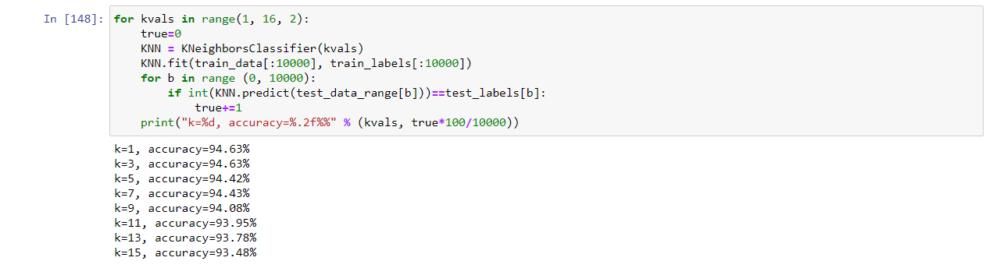 In [148]: for kvals in range(1, 16, 2):
    true=0
    KNN = KNeighborsClassifier(kvals)
    KNN.fit(train_data[:10000], train_labels[:10000])
    for b in range (0, 10000):
        if int(KNN.predict(test_data_range[b]))==test_labels[b]:
            true+=1
    print("k=%d, accuracy=%.2f%%" % (kvals, true*100/10000))
k=1, accuracy=94.63%
k=3, accuracy=94.63%
k=5, accuracy=94.42%
k=7, accuracy=94.43%
k=9, accuracy=94.08%
k=11, accuracy=93.95%
k=13, accuracy=93.78%
k=15, accuracy=93.48%